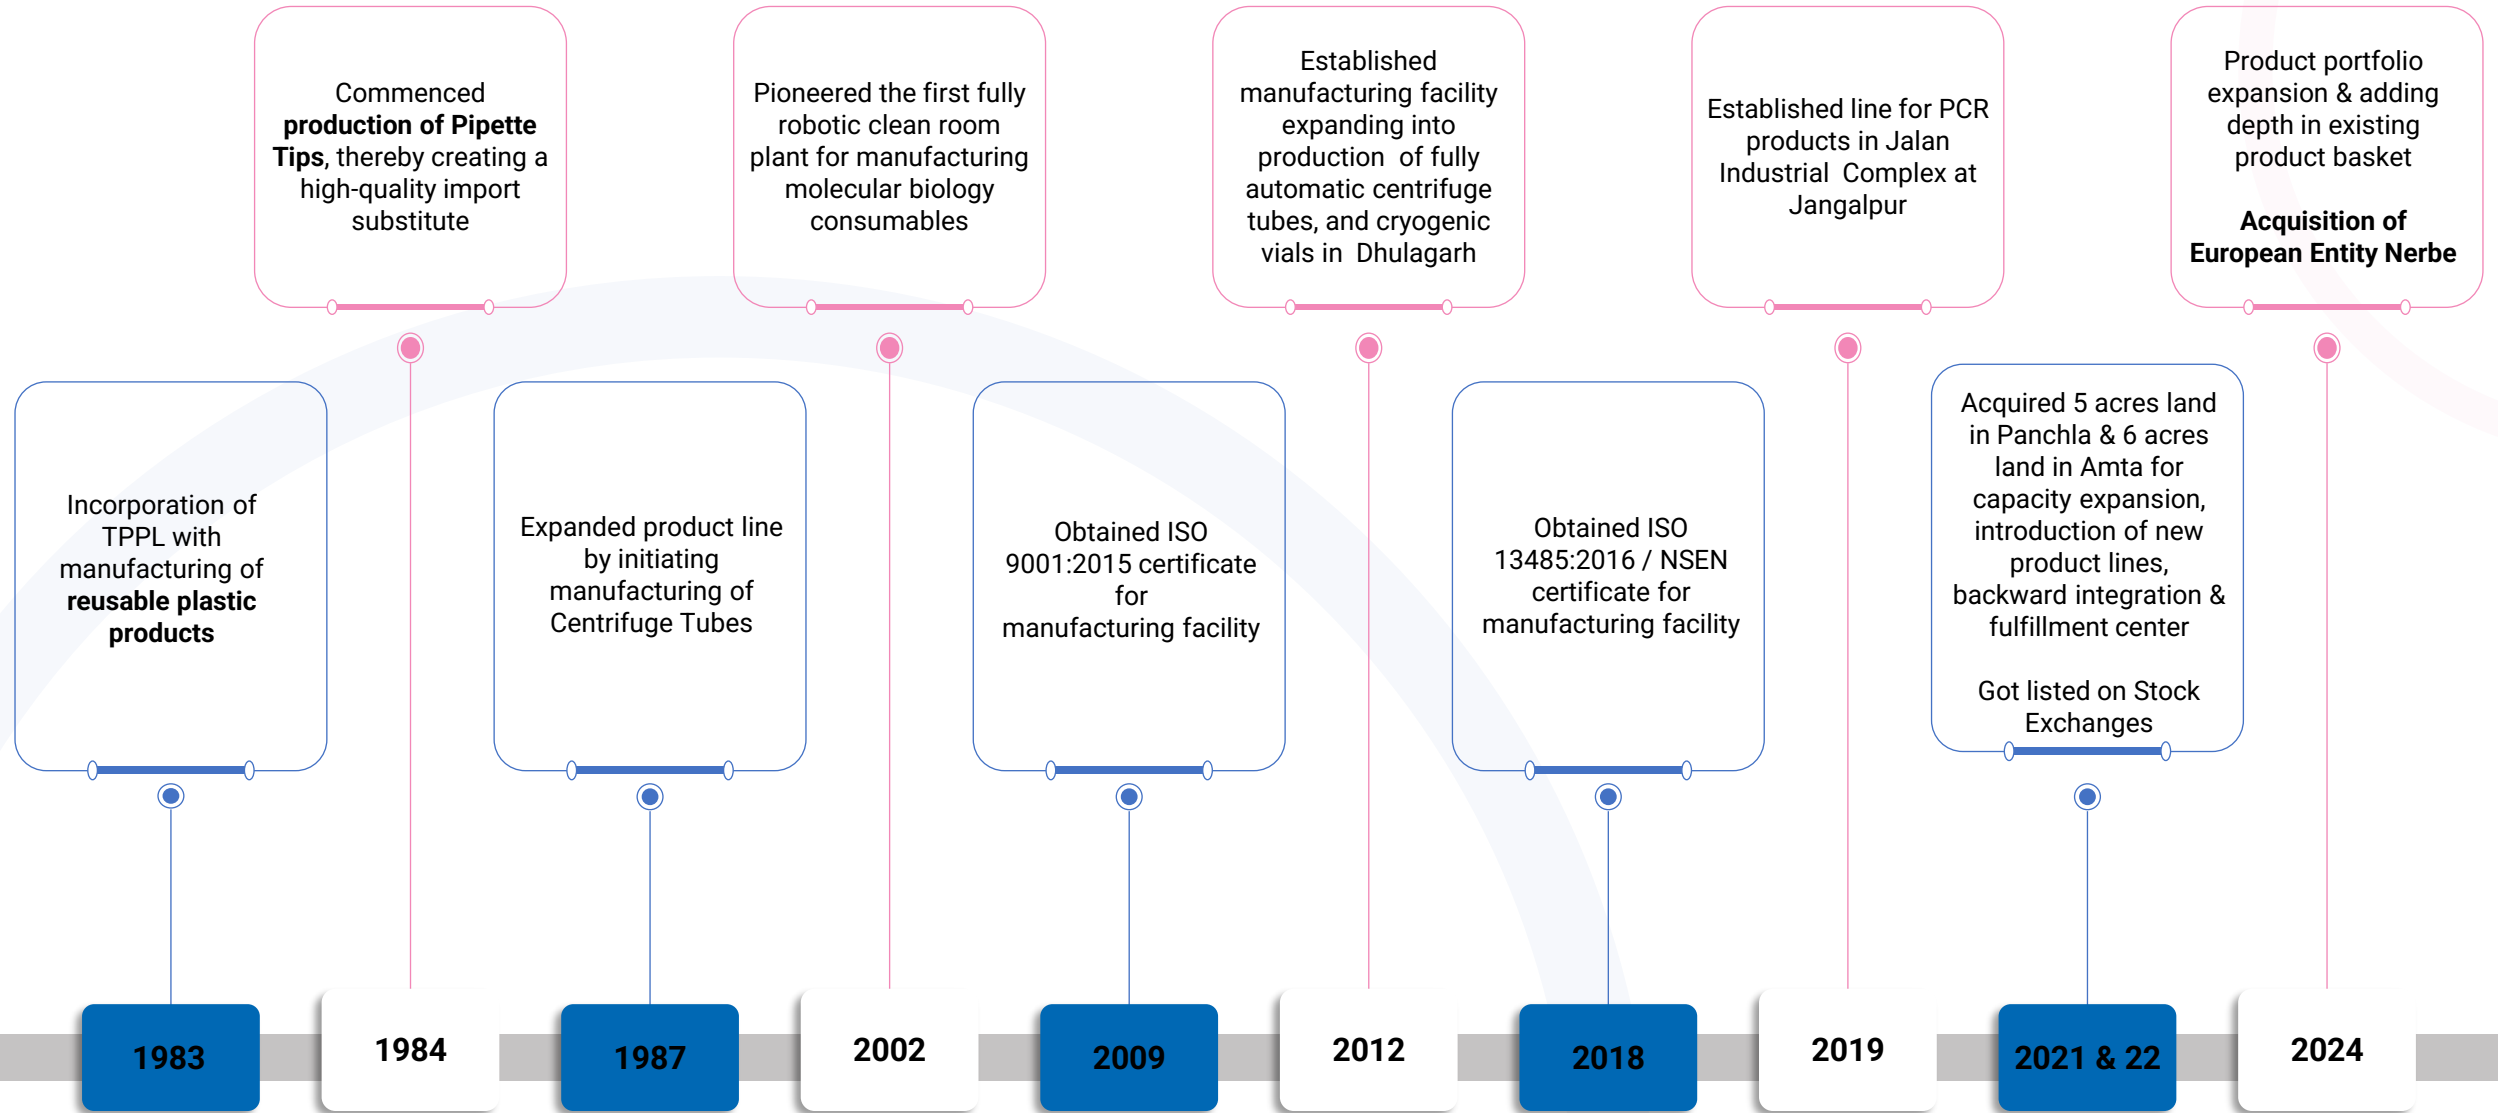 Commenced
production of Pipette
Tips, thereby creating a
high-quality import
substitute
Pioneered the first fully
robotic clean room
plant for manufacturing
molecular biology
consumables
Established
manufacturing facility
expanding into
production of fully
automatic centrifuge
tubes, and cryogenic
vials in Dhulagarh
Established line for PCR
products in Jalan
Industrial Complex at
Jangalpur
Product portfolio
expansion & adding
depth in existing
product basket
Acquisition of
European Entity Nerbe
Incorporation of
TPPL with
manufacturing of
reusable plastic
products
Expanded product line
by initiating
manufacturing of
Centrifuge Tubes
Obtained ISO
9001:2015 certificate
for
manufacturing facility
Obtained ISO
13485:2016 / NSEN
certificate for
manufacturing facility
Acquired 5 acres land
in Panchla & 6 acres
land in Amta for
capacity expansion,
introduction of new
product lines,
backward integration &
fulfillment center
Got listed on Stock
Exchanges
1983
1984
1987
2002
2009
2012
2018
2019
2021 & 22
2024